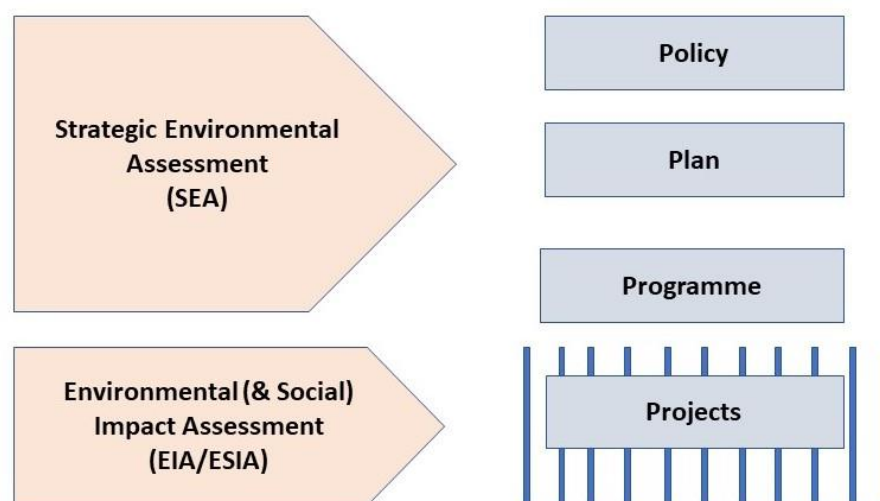 Strategic Environmental
Assessment
(SEA)
Policy
Plan
Programme
Environmental (& Social)
Impact Assessment
(EIA/ESIA)
Projects